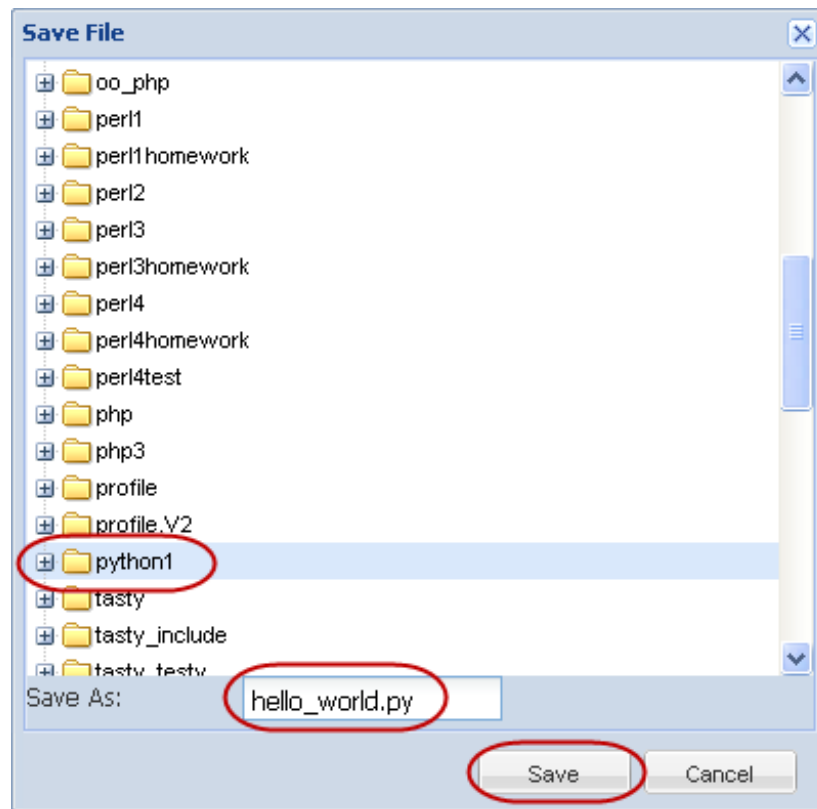 Save File
oo_php
perl1
perl1homework
perl2
perl3
perl3homework
perl4
perl4homework
perl4test
php
php3
profile
profile.V2
python1
tasty
tasty_include
tasty_testy
Save As: hello_world.py
Save Cancel